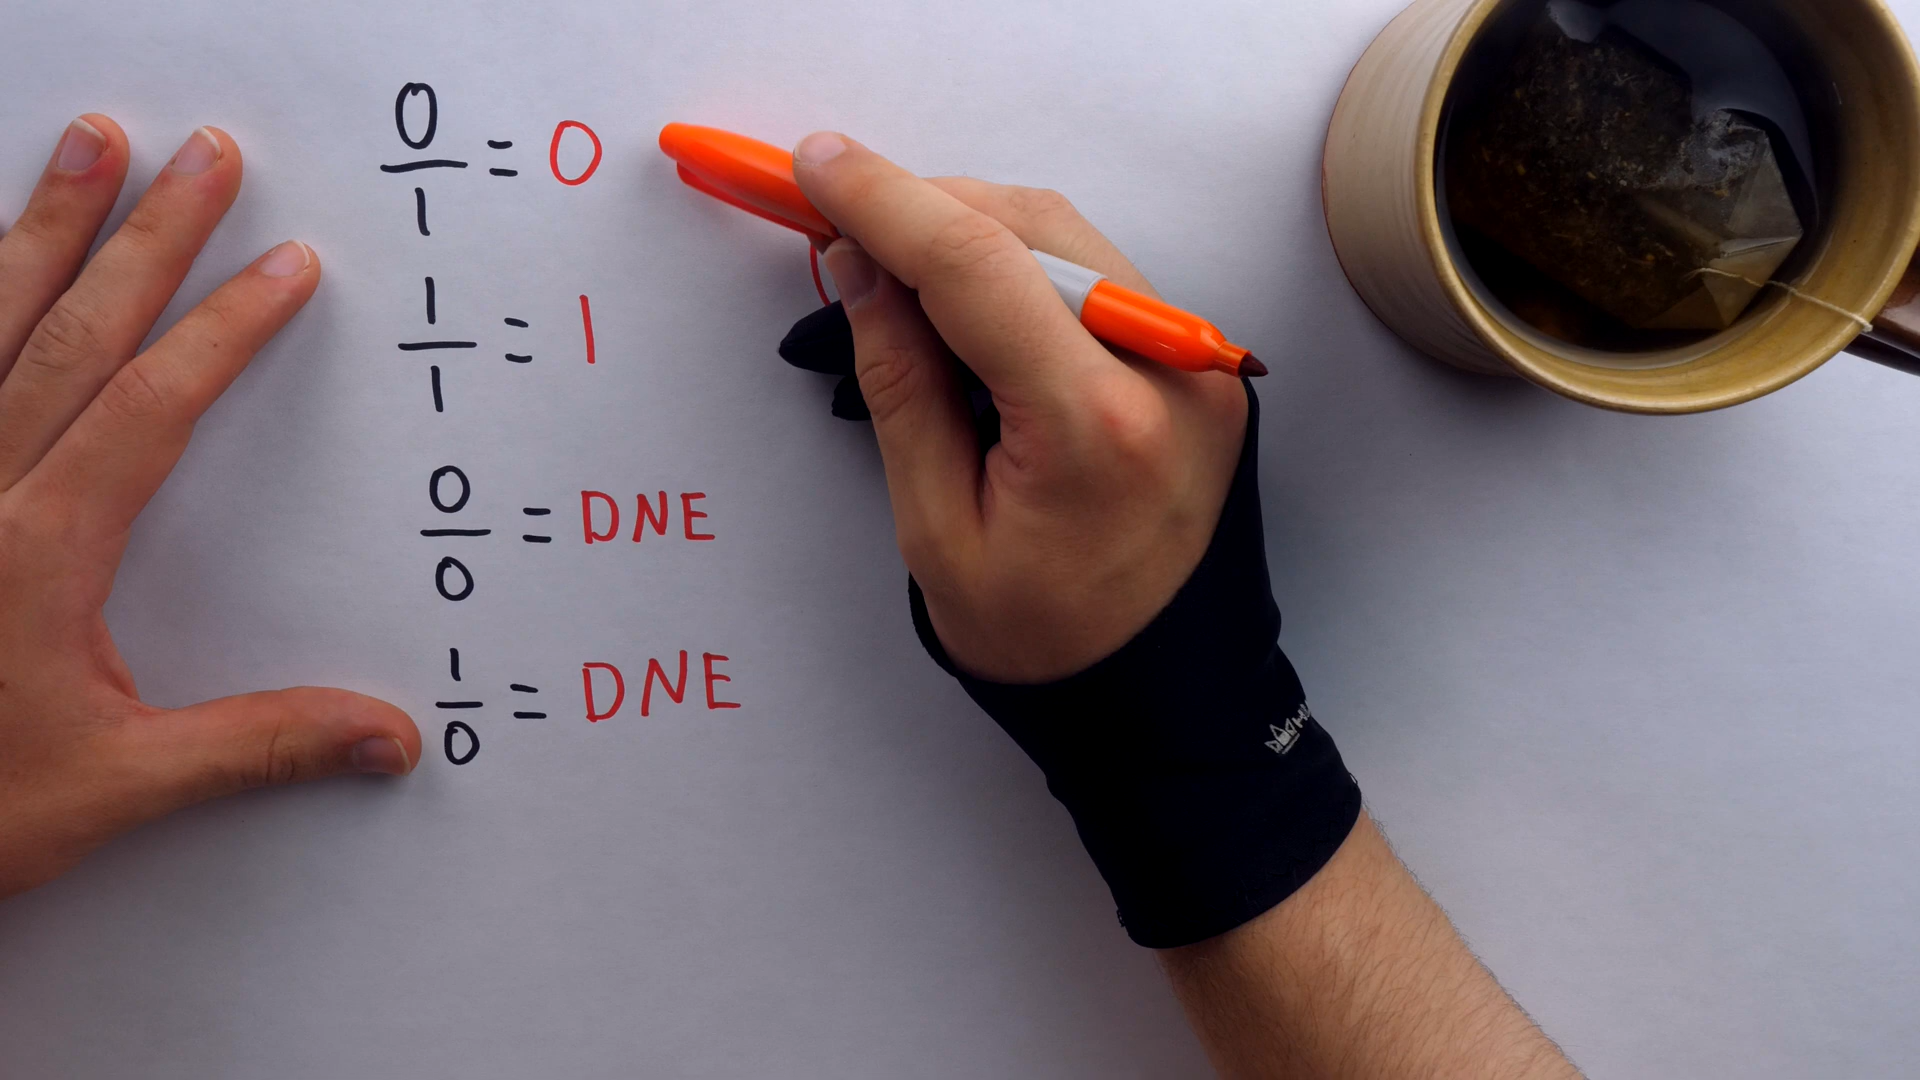 0/1 = 0
1/1 = 1
0/0 = DNE
1/0 = DNE